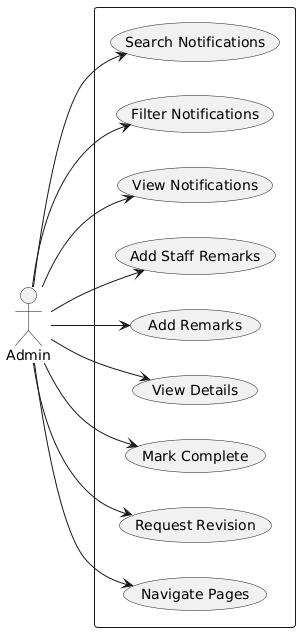 Search Notifications
Filter Notifications
View Notifications
Add Staff Remarks
Add Remarks
Admin
View Details
Mark Complete
Request Revision
Navigate Pages